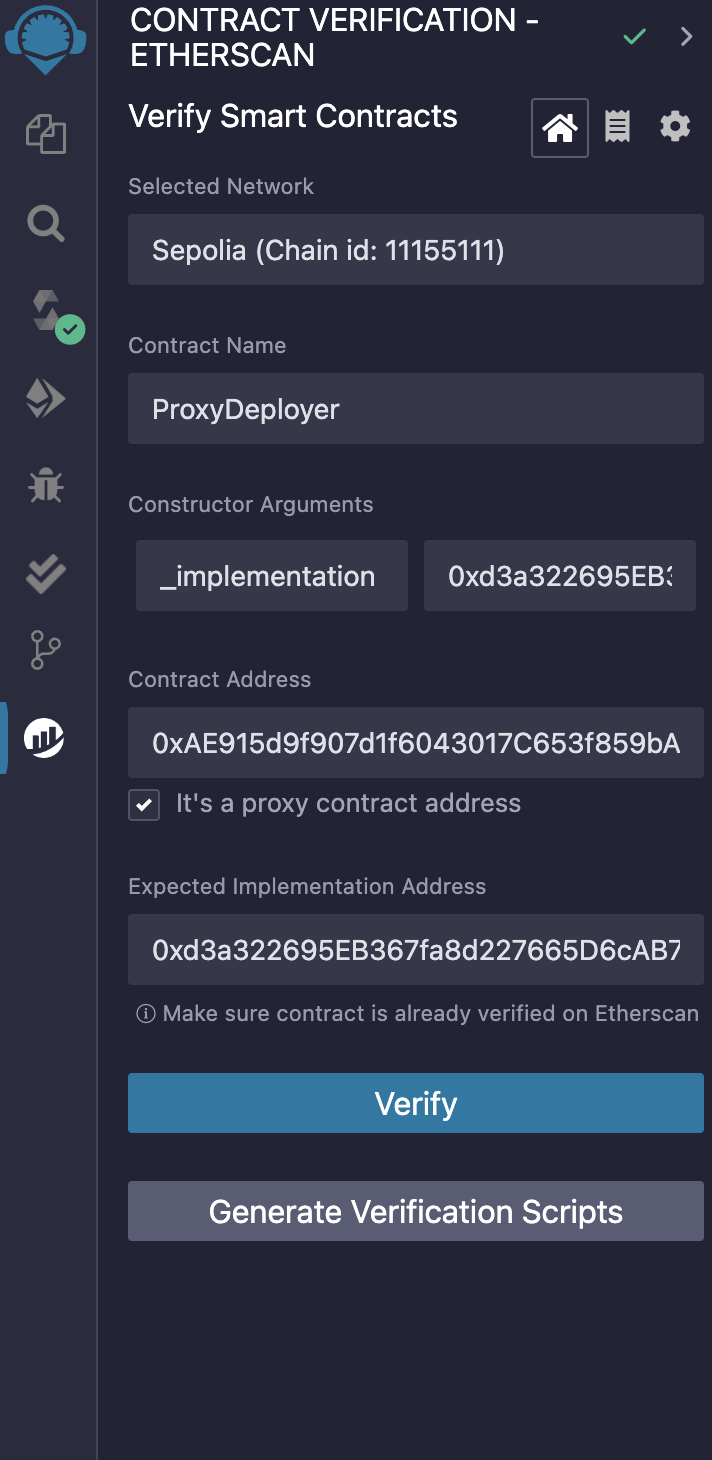 CONTRACT VERIFICATION -
ETHERSCAN
Verify Smart Contracts
Selected Network
Sepolia (Chain id: 11155111)
Contract Name
ProxyDeployer
Constructor Arguments
_implementation
0xd3a322695EB3
Contract Address
0xAE915d9f907d1f6043017C653f859bA
It's a proxy contract address
Expected Implementation Address
0xd3a322695EB367fa8d227665D6cAB7
Make sure contract is already verified on Etherscan
Verify
Generate Verification Scripts